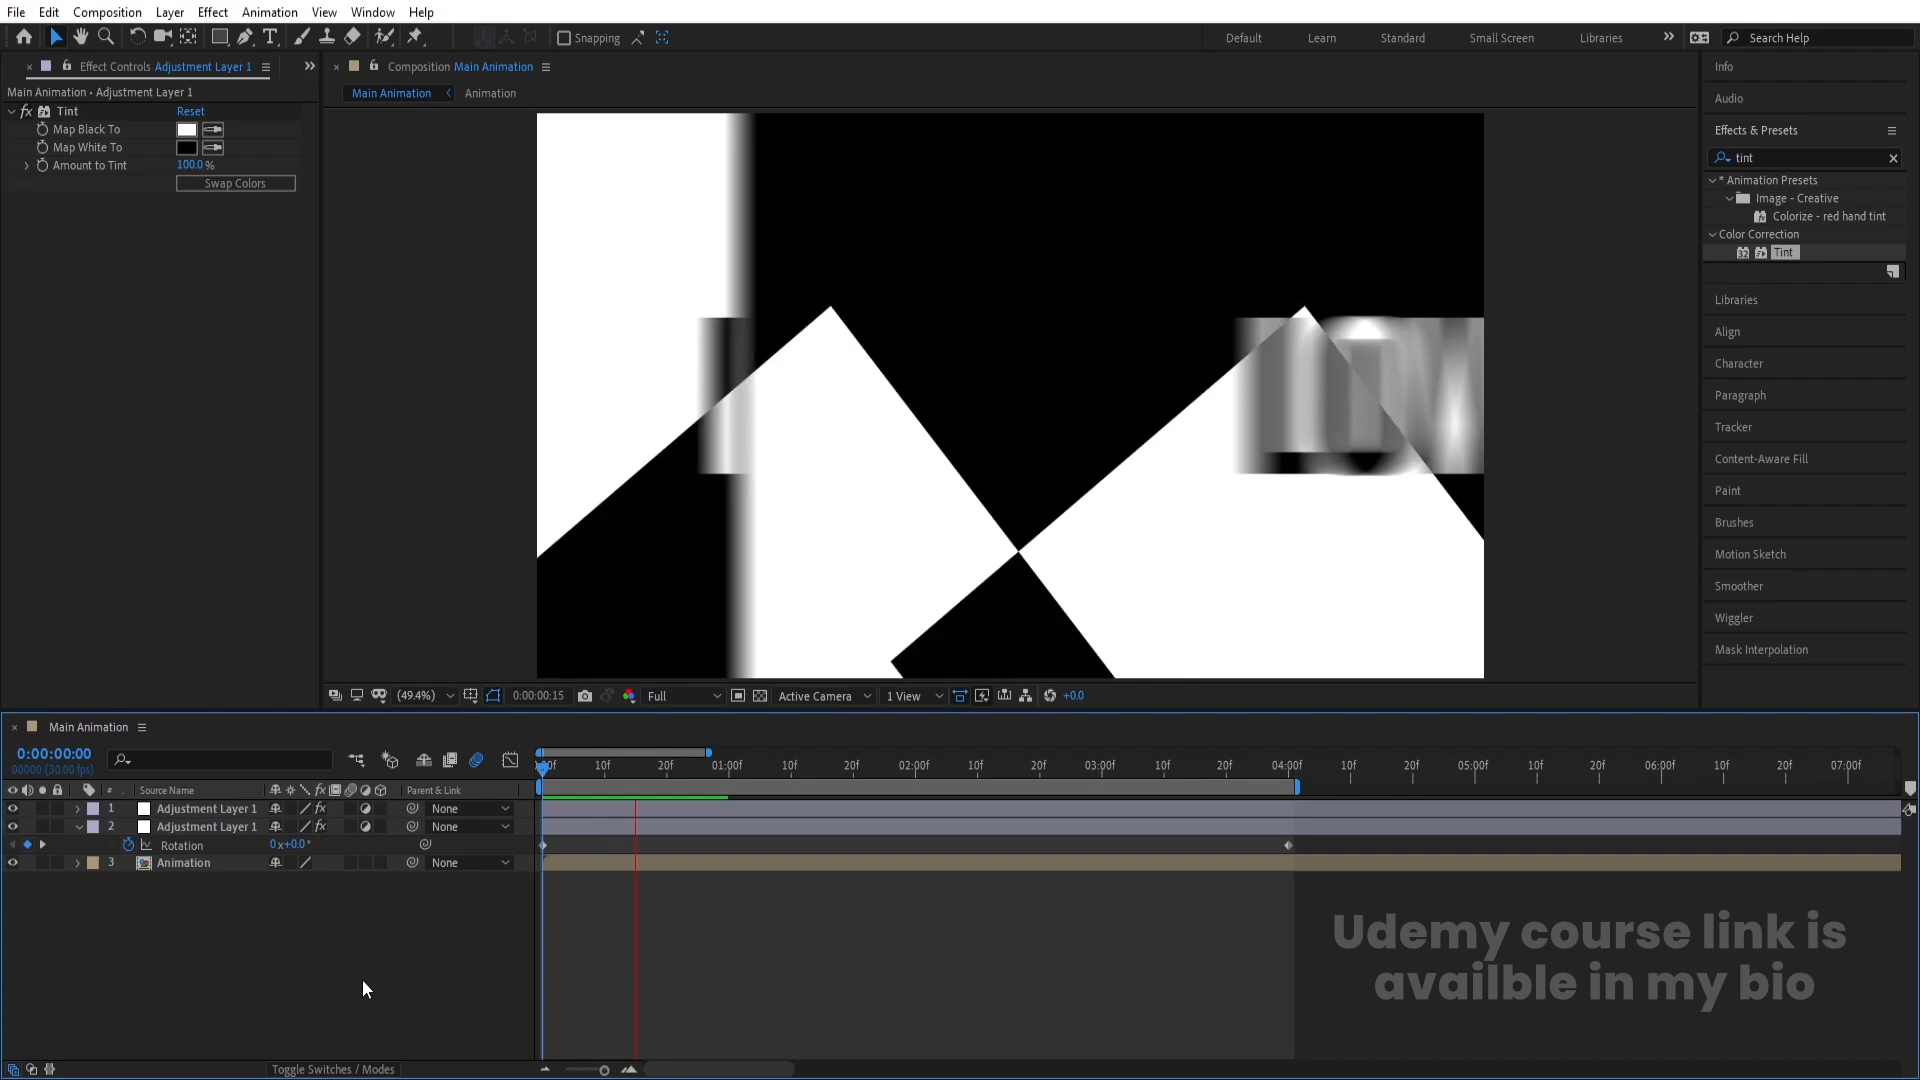 File Edit Composition Layer Effect Animation View Window Help
Snapping Default Learn Standard Small Screen Libraries Search Help
Effect Controls Adjustment Layer 1
Main Animation • Adjustment Layer 1
fx Tint Reset
Map Black To
Map White To
Amount to Tint 100.0 %
Swap Colors
Composition Main Animation
Main Animation Animation
(49.4%) 0:00:00:15 Full Active Camera 1 View +0.0
Info
Audio
Effects & Presets
tint
* Animation Presets
Image - Creative
Colorize - red hand tint
Color Correction
32 Tint
Libraries
Align
Character
Paragraph
Tracker
Content-Aware Fill
Paint
Brushes
Motion Sketch
Smoother
Wiggler
Mask Interpolation
Main Animation
0:00:00:00
00000 (30.00 fps)
10f 20f 01:00f 10f 20f 02:00f 10f 20f 03:00f 10f 20f 04:00f 10f 20f 05:00f 10f 20f 06:00f 10f 20f 07:00f
# Source Name fx Parent & Link
1 Adjustment Layer 1 fx None
2 Adjustment Layer 1 fx None
Rotation 0x+0.0°
3 Animation None
Toggle Switches / Modes
Udemy course link is
availble in my bio